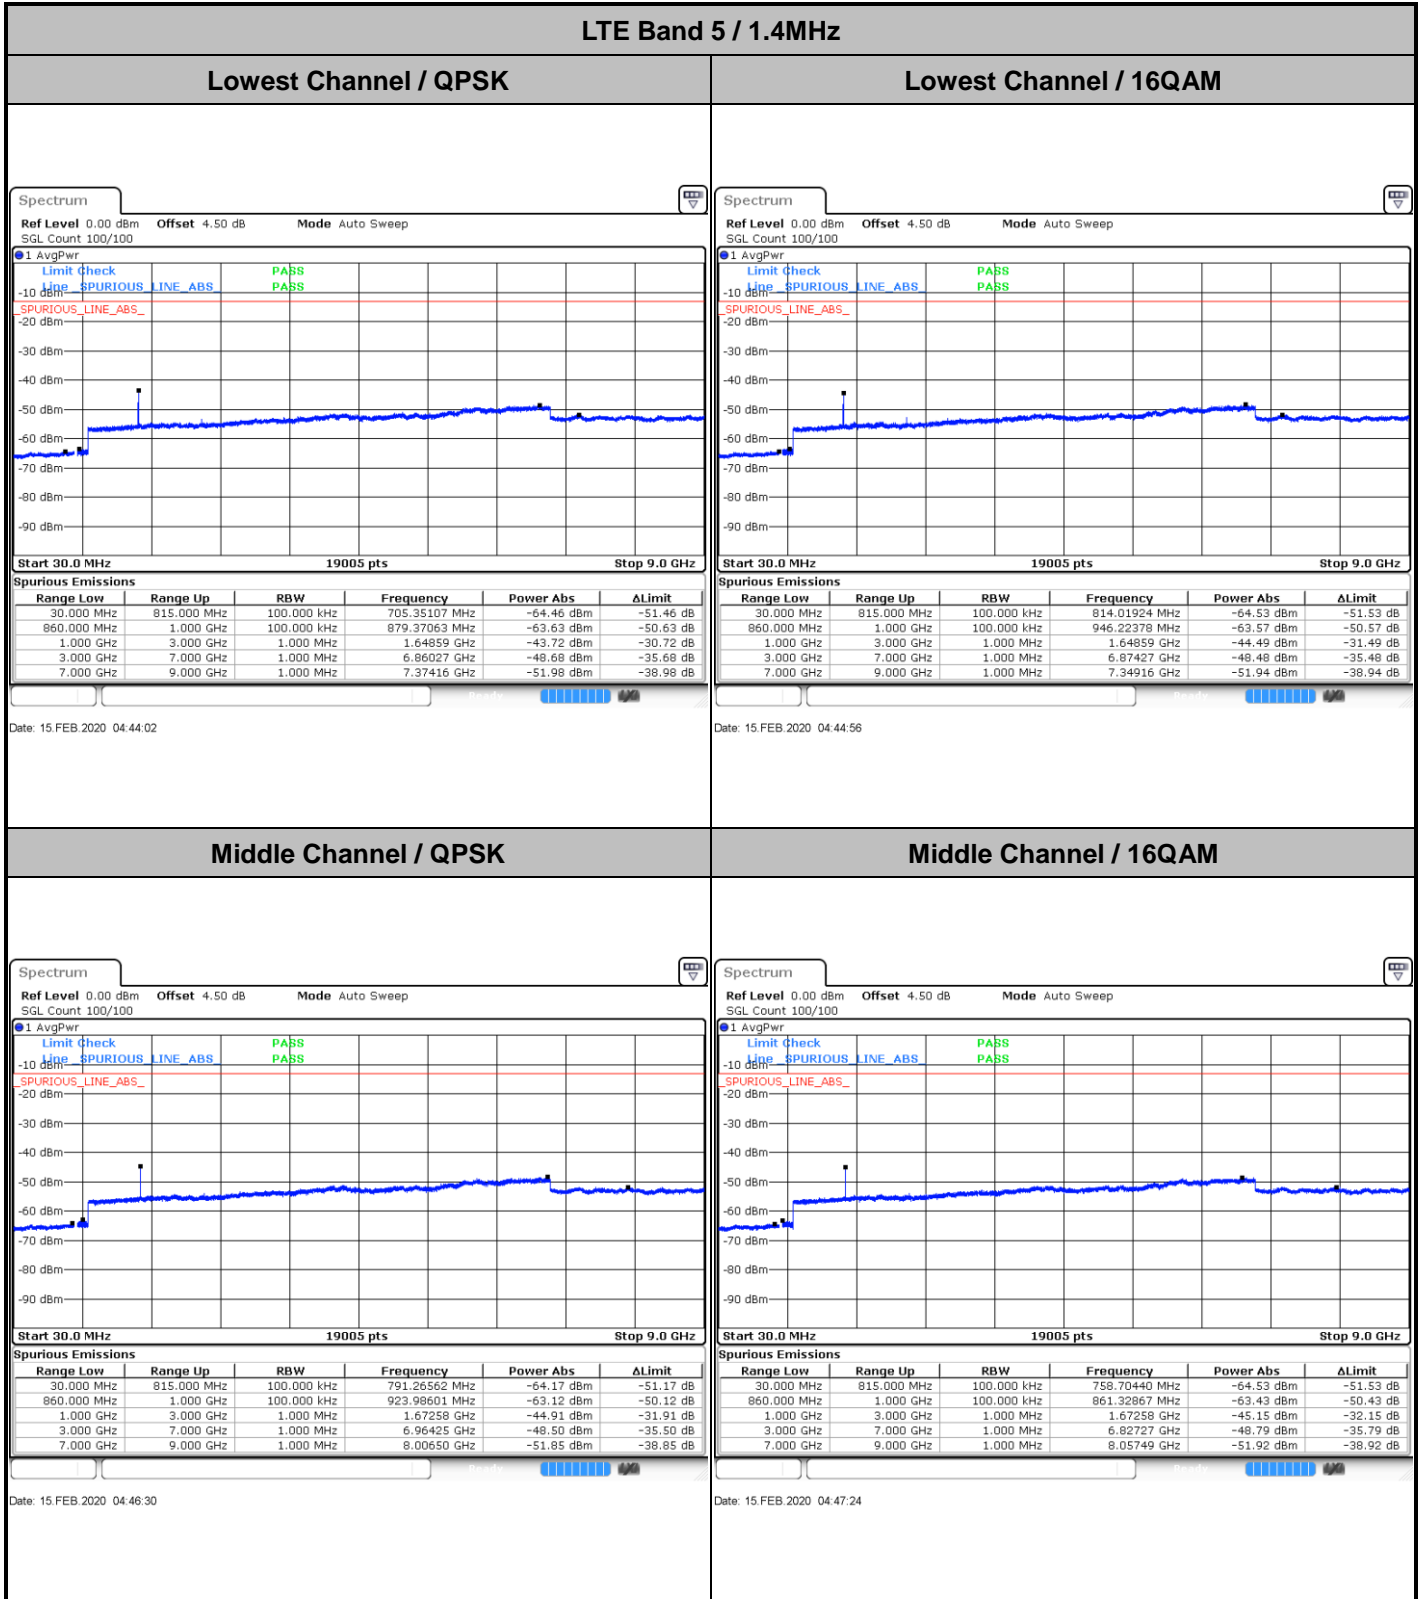 LTE Band 5 / 1.4MHz
Lowest Channel / QPSK
Lowest Channel / 16QAM
Spectrum
Ref Level 0.00 dBm Offset 4.50 dB Mode Auto Sweep
SGL Count 100/100
1 AvgPwr
Limit Check PASS
Line _SPURIOUS_LINE_ABS_ PASS
-10 dBm
_SPURIOUS_LINE_ABS_
-20 dBm
-30 dBm
-40 dBm
-50 dBm
-60 dBm
-70 dBm
-80 dBm
-90 dBm
Start 30.0 MHz 19005 pts Stop 9.0 GHz
Spurious Emissions
Range Low Range Up RBW Frequency Power Abs ΔLimit
30.000 MHz 815.000 MHz 100.000 kHz 705.35107 MHz -64.46 dBm -51.46 dB
860.000 MHz 1.000 GHz 100.000 kHz 879.37063 MHz -63.63 dBm -50.63 dB
1.000 GHz 3.000 GHz 1.000 MHz 1.64859 GHz -43.72 dBm -30.72 dB
3.000 GHz 7.000 GHz 1.000 MHz 6.86027 GHz -48.68 dBm -35.68 dB
7.000 GHz 9.000 GHz 1.000 MHz 7.37416 GHz -51.98 dBm -38.98 dB
Ready
Date: 15.FEB.2020 04:44:02
Spectrum
Ref Level 0.00 dBm Offset 4.50 dB Mode Auto Sweep
SGL Count 100/100
1 AvgPwr
Limit Check PASS
Line _SPURIOUS_LINE_ABS_ PASS
-10 dBm
_SPURIOUS_LINE_ABS_
-20 dBm
-30 dBm
-40 dBm
-50 dBm
-60 dBm
-70 dBm
-80 dBm
-90 dBm
Start 30.0 MHz 19005 pts Stop 9.0 GHz
Spurious Emissions
Range Low Range Up RBW Frequency Power Abs ΔLimit
30.000 MHz 815.000 MHz 100.000 kHz 814.01924 MHz -64.53 dBm -51.53 dB
860.000 MHz 1.000 GHz 100.000 kHz 946.22378 MHz -63.57 dBm -50.57 dB
1.000 GHz 3.000 GHz 1.000 MHz 1.64859 GHz -44.49 dBm -31.49 dB
3.000 GHz 7.000 GHz 1.000 MHz 6.87427 GHz -48.48 dBm -35.48 dB
7.000 GHz 9.000 GHz 1.000 MHz 7.34916 GHz -51.94 dBm -38.94 dB
Ready
Date: 15.FEB.2020 04:44:56
Middle Channel / QPSK
Middle Channel / 16QAM
Spectrum
Ref Level 0.00 dBm Offset 4.50 dB Mode Auto Sweep
SGL Count 100/100
1 AvgPwr
Limit Check PASS
Line _SPURIOUS_LINE_ABS_ PASS
-10 dBm
_SPURIOUS_LINE_ABS_
-20 dBm
-30 dBm
-40 dBm
-50 dBm
-60 dBm
-70 dBm
-80 dBm
-90 dBm
Start 30.0 MHz 19005 pts Stop 9.0 GHz
Spurious Emissions
Range Low Range Up RBW Frequency Power Abs ΔLimit
30.000 MHz 815.000 MHz 100.000 kHz 791.26562 MHz -64.17 dBm -51.17 dB
860.000 MHz 1.000 GHz 100.000 kHz 923.98601 MHz -63.12 dBm -50.12 dB
1.000 GHz 3.000 GHz 1.000 MHz 1.67258 GHz -44.91 dBm -31.91 dB
3.000 GHz 7.000 GHz 1.000 MHz 6.96425 GHz -48.50 dBm -35.50 dB
7.000 GHz 9.000 GHz 1.000 MHz 8.00650 GHz -51.85 dBm -38.85 dB
Ready
Date: 15.FEB.2020 04:46:30
Spectrum
Ref Level 0.00 dBm Offset 4.50 dB Mode Auto Sweep
SGL Count 100/100
1 AvgPwr
Limit Check PASS
Line _SPURIOUS_LINE_ABS_ PASS
-10 dBm
_SPURIOUS_LINE_ABS_
-20 dBm
-30 dBm
-40 dBm
-50 dBm
-60 dBm
-70 dBm
-80 dBm
-90 dBm
Start 30.0 MHz 19005 pts Stop 9.0 GHz
Spurious Emissions
Range Low Range Up RBW Frequency Power Abs ΔLimit
30.000 MHz 815.000 MHz 100.000 kHz 758.70440 MHz -64.53 dBm -51.53 dB
860.000 MHz 1.000 GHz 100.000 kHz 861.32867 MHz -63.43 dBm -50.43 dB
1.000 GHz 3.000 GHz 1.000 MHz 1.67258 GHz -45.15 dBm -32.15 dB
3.000 GHz 7.000 GHz 1.000 MHz 6.82727 GHz -48.79 dBm -35.79 dB
7.000 GHz 9.000 GHz 1.000 MHz 8.05749 GHz -51.92 dBm -38.92 dB
Ready
Date: 15.FEB.2020 04:47:24